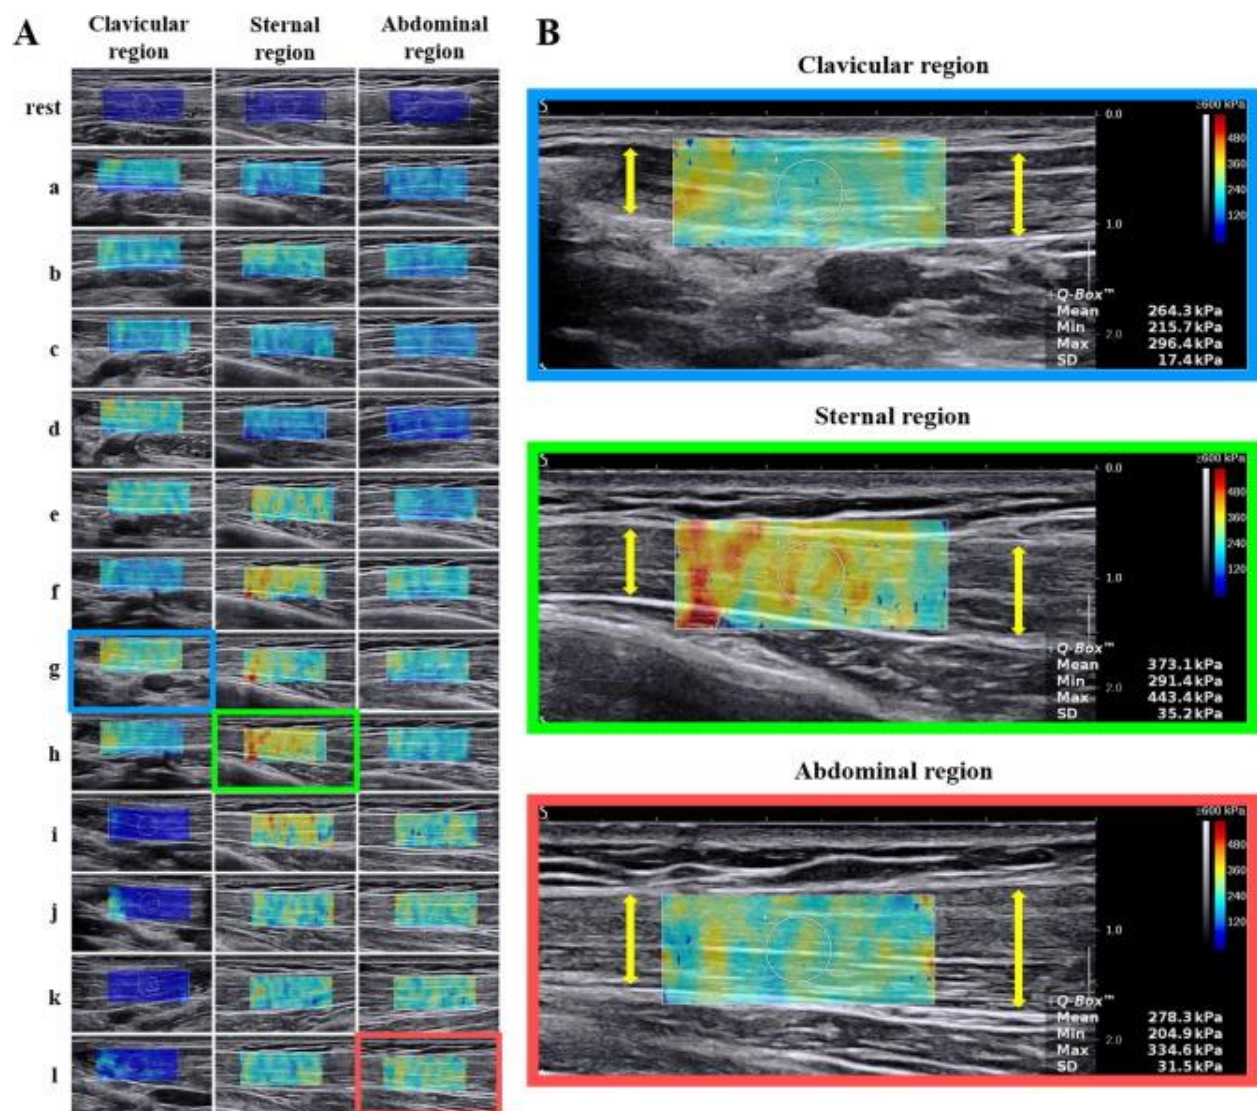 A
Clavicular
region
Sternal
region
Abdominal
region
rest
a
b
c
d
e
f
g
h
i
j
k
l
B
Clavicular region
S
≥600 kPa
0.0
480
360
240
120
1.0
2.0
+Q-Box™
Mean 264.3 kPa
Min 215.7 kPa
Max 296.4 kPa
SD 17.4 kPa
Sternal region
S
≥600 kPa
0.0
480
360
240
120
1.0
2.0
+Q-Box™
Mean 373.1 kPa
Min 291.4 kPa
Max 443.4 kPa
SD 35.2 kPa
Abdominal region
S
≥600 kPa
480
360
240
120
1.0
2.0
+Q-Box™
Mean 278.3 kPa
Min 204.9 kPa
Max 334.6 kPa
SD 31.5 kPa